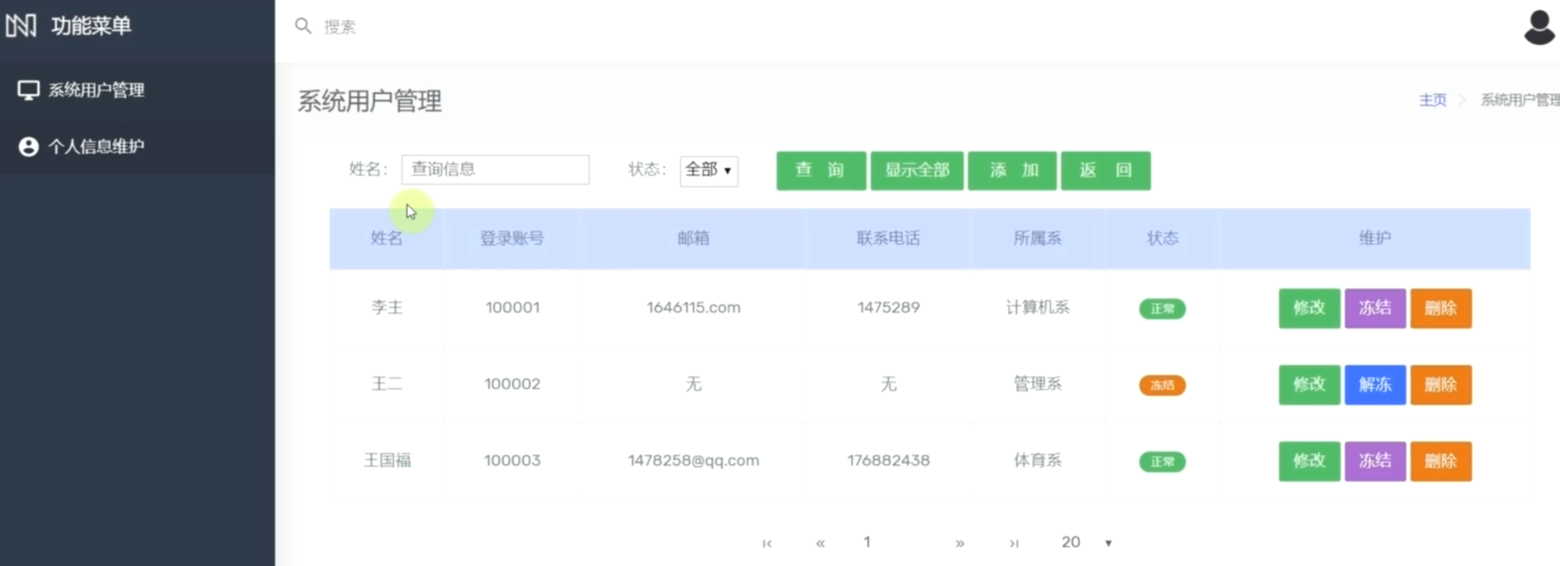 功能菜单
搜索
系统用户管理
个人信息维护
系统用户管理
主页 > 系统用户管理
姓名： 查询信息 状态： 全部 ▾ 查 询 显示全部 添 加 返 回
姓名 登录账号 邮箱 联系电话 所属系 状态 维护
李主 100001 1646115.com 1475289 计算机系 正常 修改 冻结 删除
王二 100002 无 无 管理系 冻结 修改 解冻 删除
王国福 100003 1478258@qq.com 176882438 体育系 正常 修改 冻结 删除
« 1 » 20 ▾